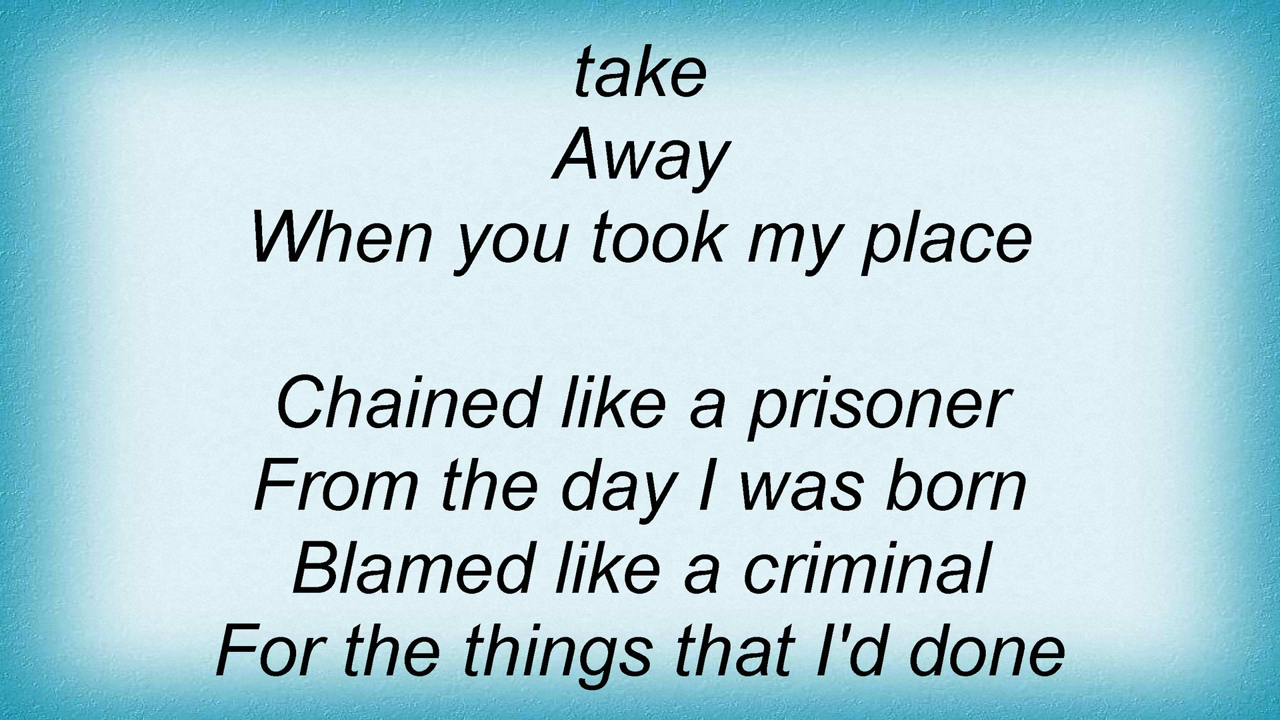 take
Away
When you took my place
Chained like a prisoner
From the day I was born
Blamed like a criminal
For the things that I'd done